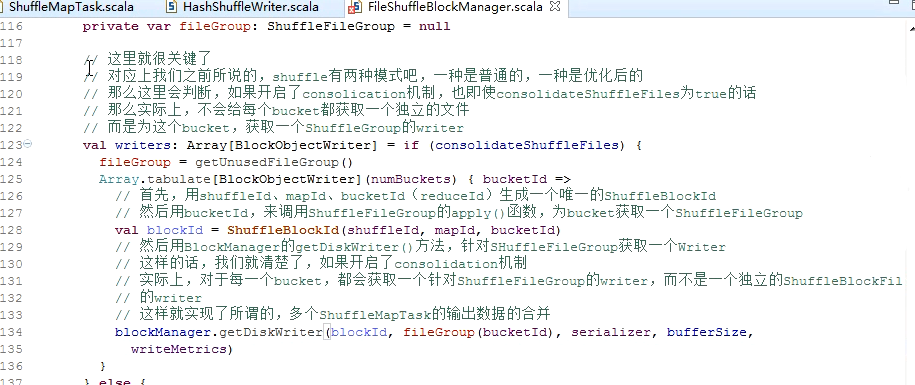 ShuffleMapTask.scala HashShuffleWriter.scala FileShuffleBlockManager.scala
116 private var fileGroup: ShuffleFileGroup = null
117
118 // 这里就很关键了
119 // 对应上我们之前所说的，shuffle有两种模式吧，一种是普通的，一种是优化后的
120 // 那么这里会判断，如果开启了consolication机制，也即使consolidateShuffleFiles为true的话
121 // 那么实际上，不会给每个bucket都获取一个独立的文件
122 // 而是为这个bucket，获取一个ShuffleGroup的writer
123 val writers: Array[BlockObjectWriter] = if (consolidateShuffleFiles) {
124 fileGroup = getUnusedFileGroup()
125 Array.tabulate[BlockObjectWriter](numBuckets) { bucketId =>
126 // 首先，用shuffleId、mapId、bucketId（reduceId）生成一个唯一的ShuffleBlockId
127 // 然后用bucketId，来调用ShuffleFileGroup的apply()函数，为bucket获取一个ShuffleFileGroup
128 val blockId = ShuffleBlockId(shuffleId, mapId, bucketId)
129 // 然后用BlockManager的getDiskWriter()方法，针对SHuffleFileGroup获取一个Writer
130 // 这样的话，我们就清楚了，如果开启了consolidation机制
131 // 实际上，对于每一个bucket，都会获取一个针对ShuffleFileGroup的writer，而不是一个独立的ShuffleBlockFil
132 // 的writer
133 // 这样就实现了所谓的，多个ShuffleMapTask的输出数据的合并
134 blockManager.getDiskWriter(blockId, fileGroup(bucketId), serializer, bufferSize,
135 writeMetrics)
136 }
137 } else {